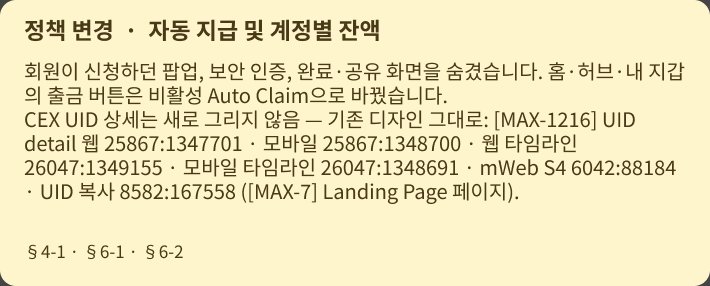 정책 변경 · 자동 지급 및 계정별 잔액
회원이 신청하던 팝업, 보안 인증, 완료·공유 화면을 숨겼습니다. 홈·허브·내 지갑
의 출금 버튼은 비활성 Auto Claim으로 바꿨습니다.
CEX UID 상세는 새로 그리지 않음 — 기존 디자인 그대로: [MAX-1216] UID
detail 웹 25867:1347701 · 모바일 25867:1348700 · 웹 타임라인
26047:1349155 · 모바일 타임라인 26047:1348691 · mWeb S4 6042:88184
· UID 복사 8582:167558 ([MAX-7] Landing Page 페이지).
§4-1 · §6-1 · §6-2